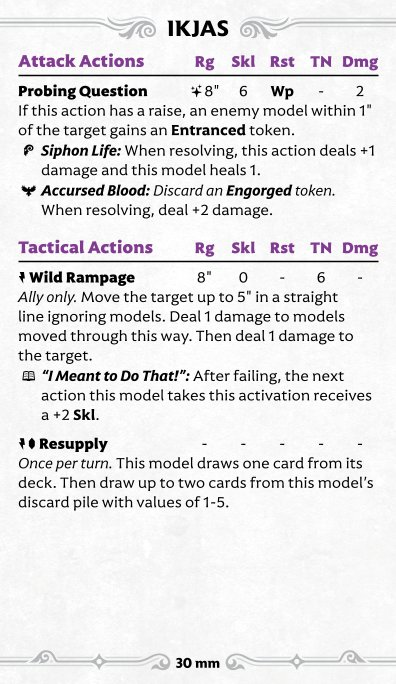 IKJAS
Attack Actions Rg Skl Rst TN Dmg
Probing Question 8" 6 Wp - 2
If this action has a raise, an enemy model within 1"
of the target gains an Entranced token.
Siphon Life: When resolving, this action deals +1
damage and this model heals 1.
Accursed Blood: Discard an Engorged token.
When resolving, deal +2 damage.
Tactical Actions Rg Skl Rst TN Dmg
Wild Rampage 8" 0 - 6 -
Ally only. Move the target up to 5" in a straight
line ignoring models. Deal 1 damage to models
moved through this way. Then deal 1 damage to
the target.
“I Meant to Do That!”: After failing, the next
action this model takes this activation receives
a +2 Skl.
Resupply - - - - -
Once per turn. This model draws one card from its
deck. Then draw up to two cards from this model’s
discard pile with values of 1-5.
30 mm